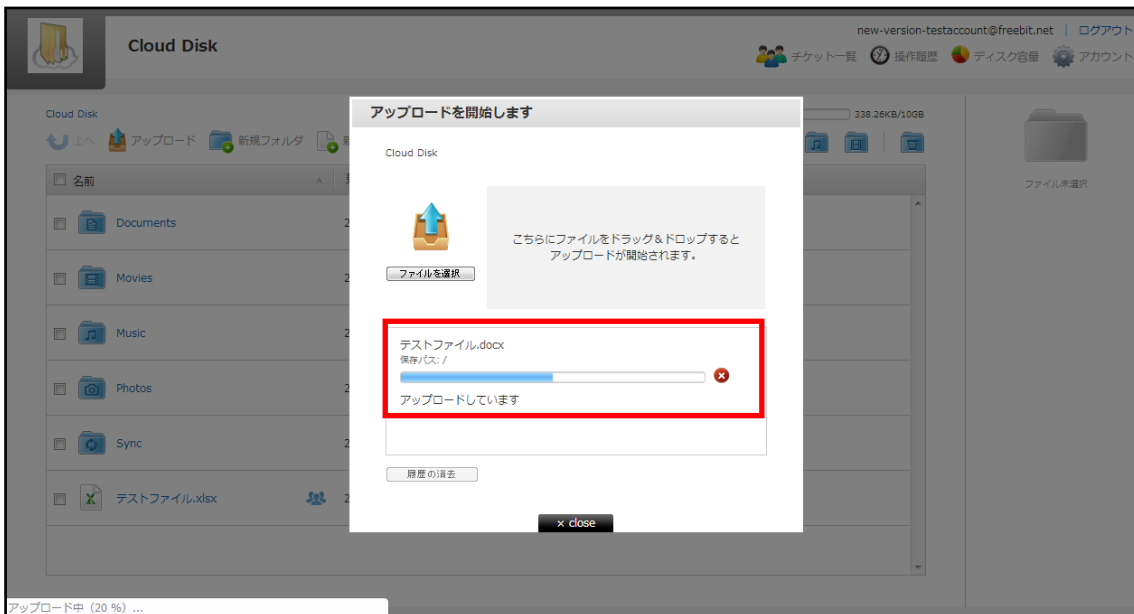 Cloud Disk
new-version-testaccount@freebit.net | ログアウト
チケット一覧 操作履歴 ディスク容量 アカウント
Cloud Disk
338.26KB/10GB
上へ アップロード 新規フォルダ
名前
Documents
Movies
Music
Photos
Sync
テストファイル.xlsx
ファイル未選択
アップロードを開始します
Cloud Disk
こちらにファイルをドラッグ&ドロップすると
アップロードが開始されます。
ファイルを選択
テストファイル.docx
保存パス: /
アップロードしています
履歴の消去
× close
アップロード中（20 %）...